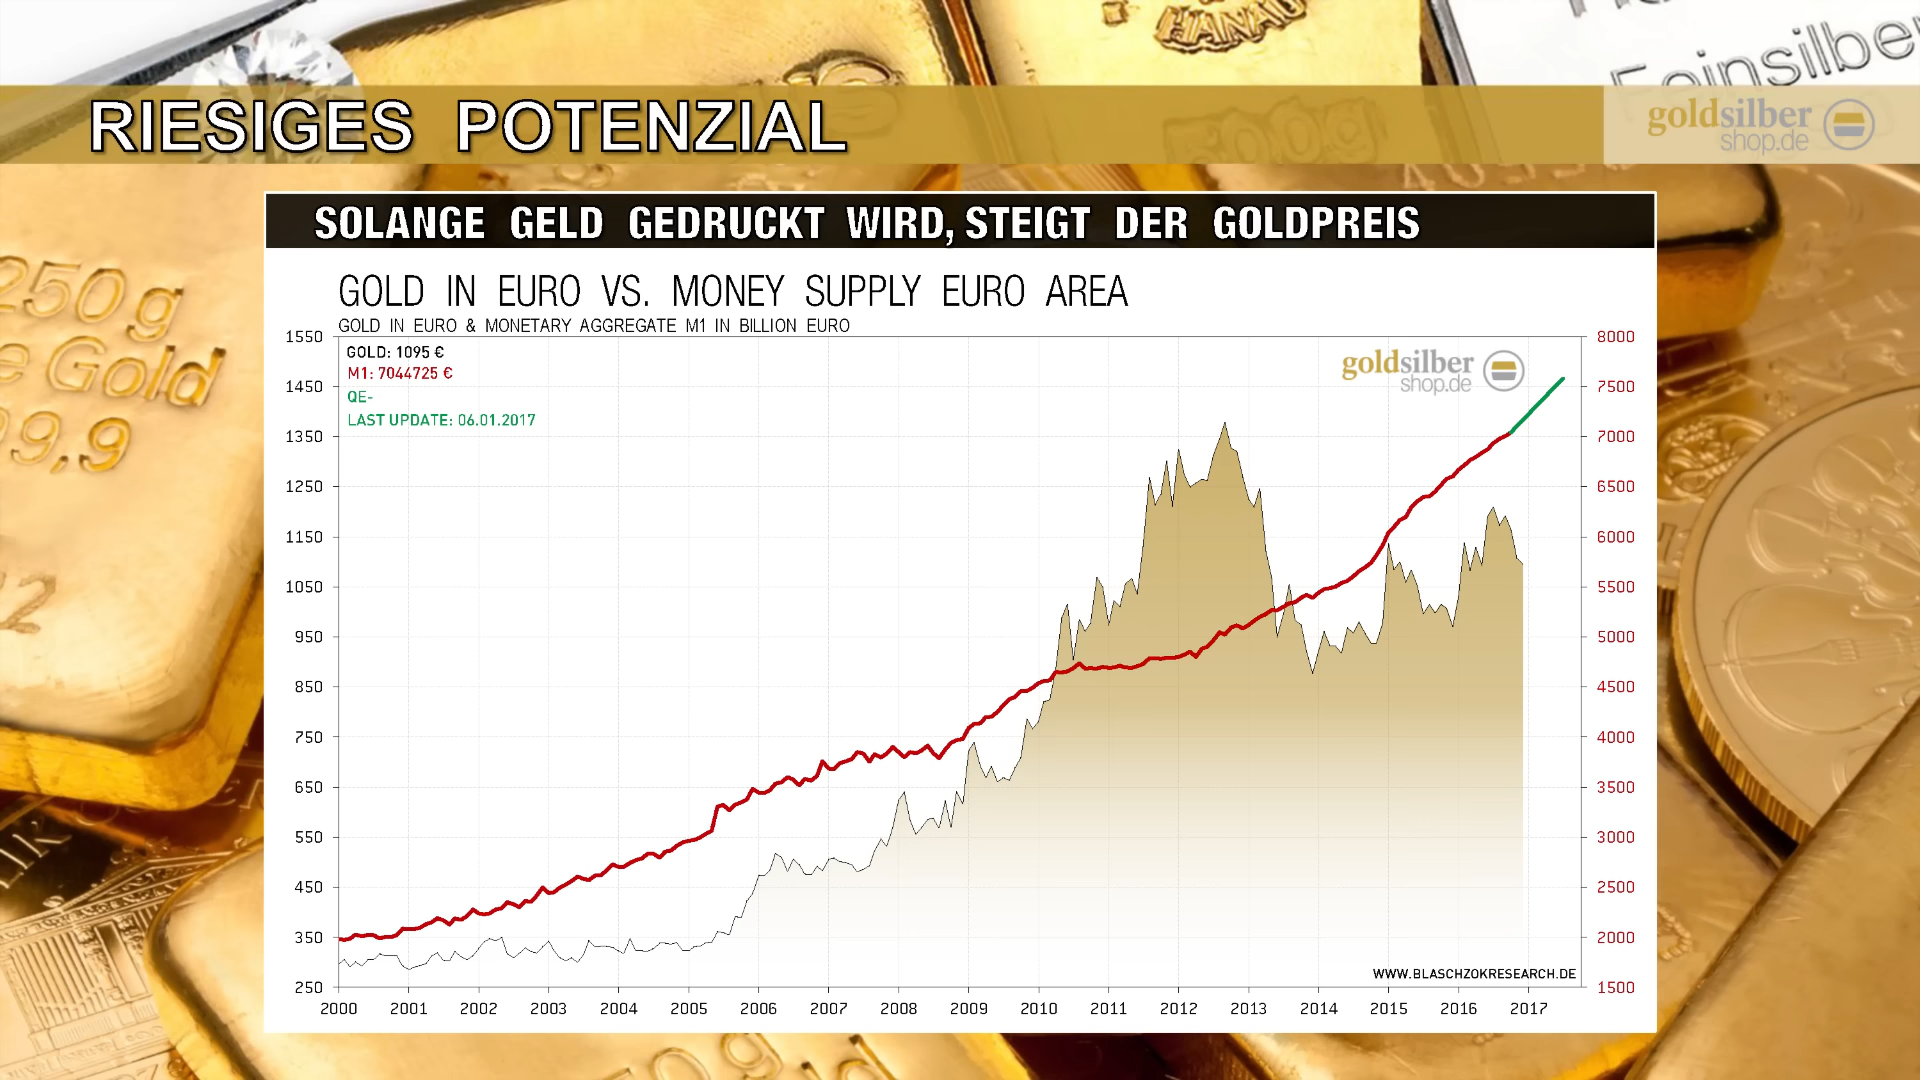 HANAU
Feinsilber
RIESIGES POTENZIAL
goldsilber
shop.de
500g
SOLANGE GELD GEDRUCKT WIRD, STEIGT DER GOLDPREIS
250 g
Gold
GOLD IN EURO VS. MONEY SUPPLY EURO AREA
GOLD IN EURO & MONETARY AGGREGATE M1 IN BILLION EURO
GOLD: 1095 €
M1: 7044725 €
QE-
LAST UPDATE: 06.01.2017
goldsilber
shop.de
1550 8000
1450 7500
1350 7000
1250 6500
1150 6000
1050 5500
950 5000
850 4500
750 4000
650 3500
550 3000
450 2500
350 2000
250 1500
WWW.BLASCHZOKRESEARCH.DE
2000 2001 2002 2003 2004 2005 2006 2007 2008 2009 2010 2011 2012 2013 2014 2015 2016 2017